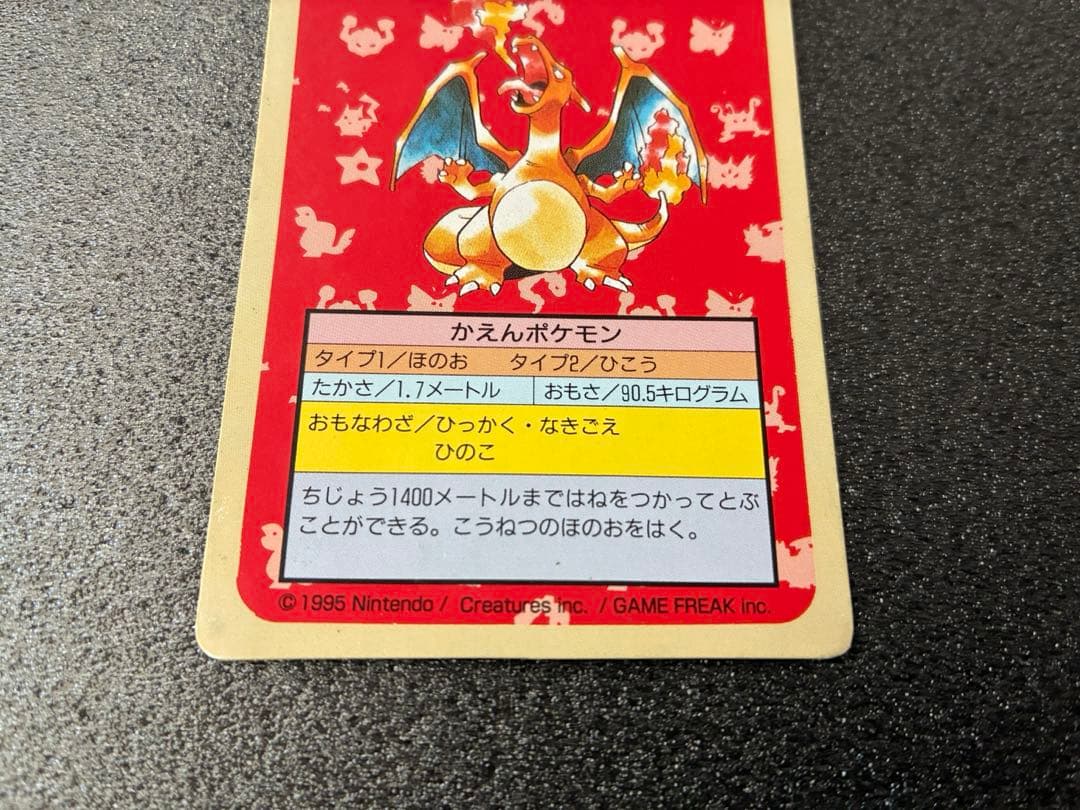 かえんポケモン
タイプ1/ほのお　タイプ2/ひこう
たかさ/1.7メートル　おもさ/90.5キログラム
おもなわざ/ひっかく・なきごえ
ひのこ
ちじょう1400メートルまではねをつかってとぶ
ことができる。こうねつのほのおをはく。
© 1995 Nintendo / Creatures inc. / GAME FREAK inc.